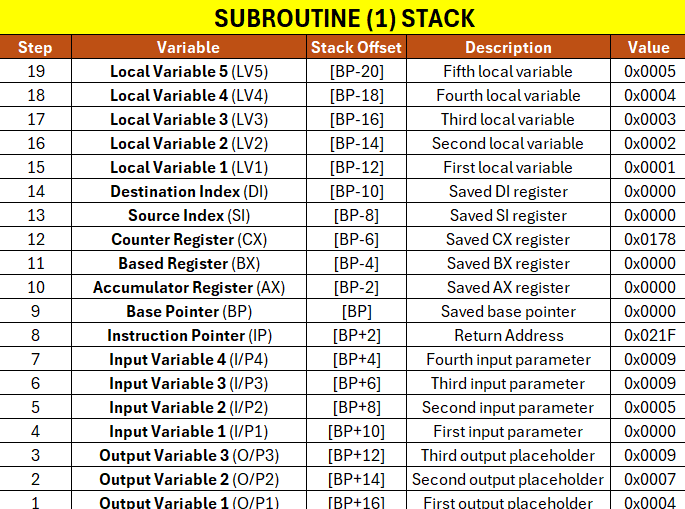 SUBROUTINE (1) STACK
Step Variable Stack Offset Description Value
19 Local Variable 5 (LV5) [BP-20] Fifth local variable 0x0005
18 Local Variable 4 (LV4) [BP-18] Fourth local variable 0x0004
17 Local Variable 3 (LV3) [BP-16] Third local variable 0x0003
16 Local Variable 2 (LV2) [BP-14] Second local variable 0x0002
15 Local Variable 1 (LV1) [BP-12] First local variable 0x0001
14 Destination Index (DI) [BP-10] Saved DI register 0x0000
13 Source Index (SI) [BP-8] Saved SI register 0x0000
12 Counter Register (CX) [BP-6] Saved CX register 0x0178
11 Based Register (BX) [BP-4] Saved BX register 0x0000
10 Accumulator Register (AX) [BP-2] Saved AX register 0x0000
9 Base Pointer (BP) [BP] Saved base pointer 0x0000
8 Instruction Pointer (IP) [BP+2] Return Address 0x021F
7 Input Variable 4 (I/P4) [BP+4] Fourth input parameter 0x0009
6 Input Variable 3 (I/P3) [BP+6] Third input parameter 0x0009
5 Input Variable 2 (I/P2) [BP+8] Second input parameter 0x0005
4 Input Variable 1 (I/P1) [BP+10] First input parameter 0x0000
3 Output Variable 3 (O/P3) [BP+12] Third output placeholder 0x0009
2 Output Variable 2 (O/P2) [BP+14] Second output placeholder 0x0007
1 Output Variable 1 (O/P1) [BP+16] First output placeholder 0x0004